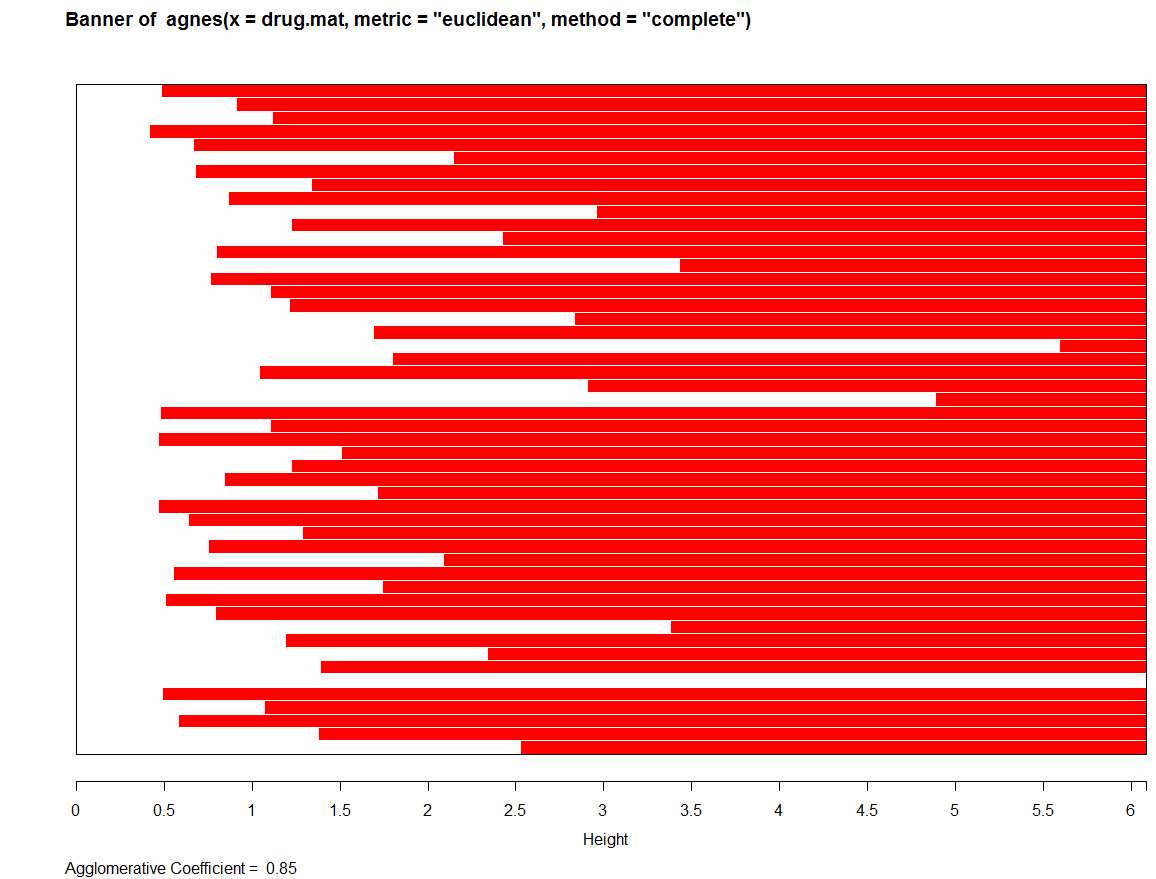 Banner of  agnes(x = drug.mat, metric = "euclidean", method = "complete")
0 0.5 1 1.5 2 2.5 3 3.5 4 4.5 5 5.5 6
Height
Agglomerative Coefficient =  0.85